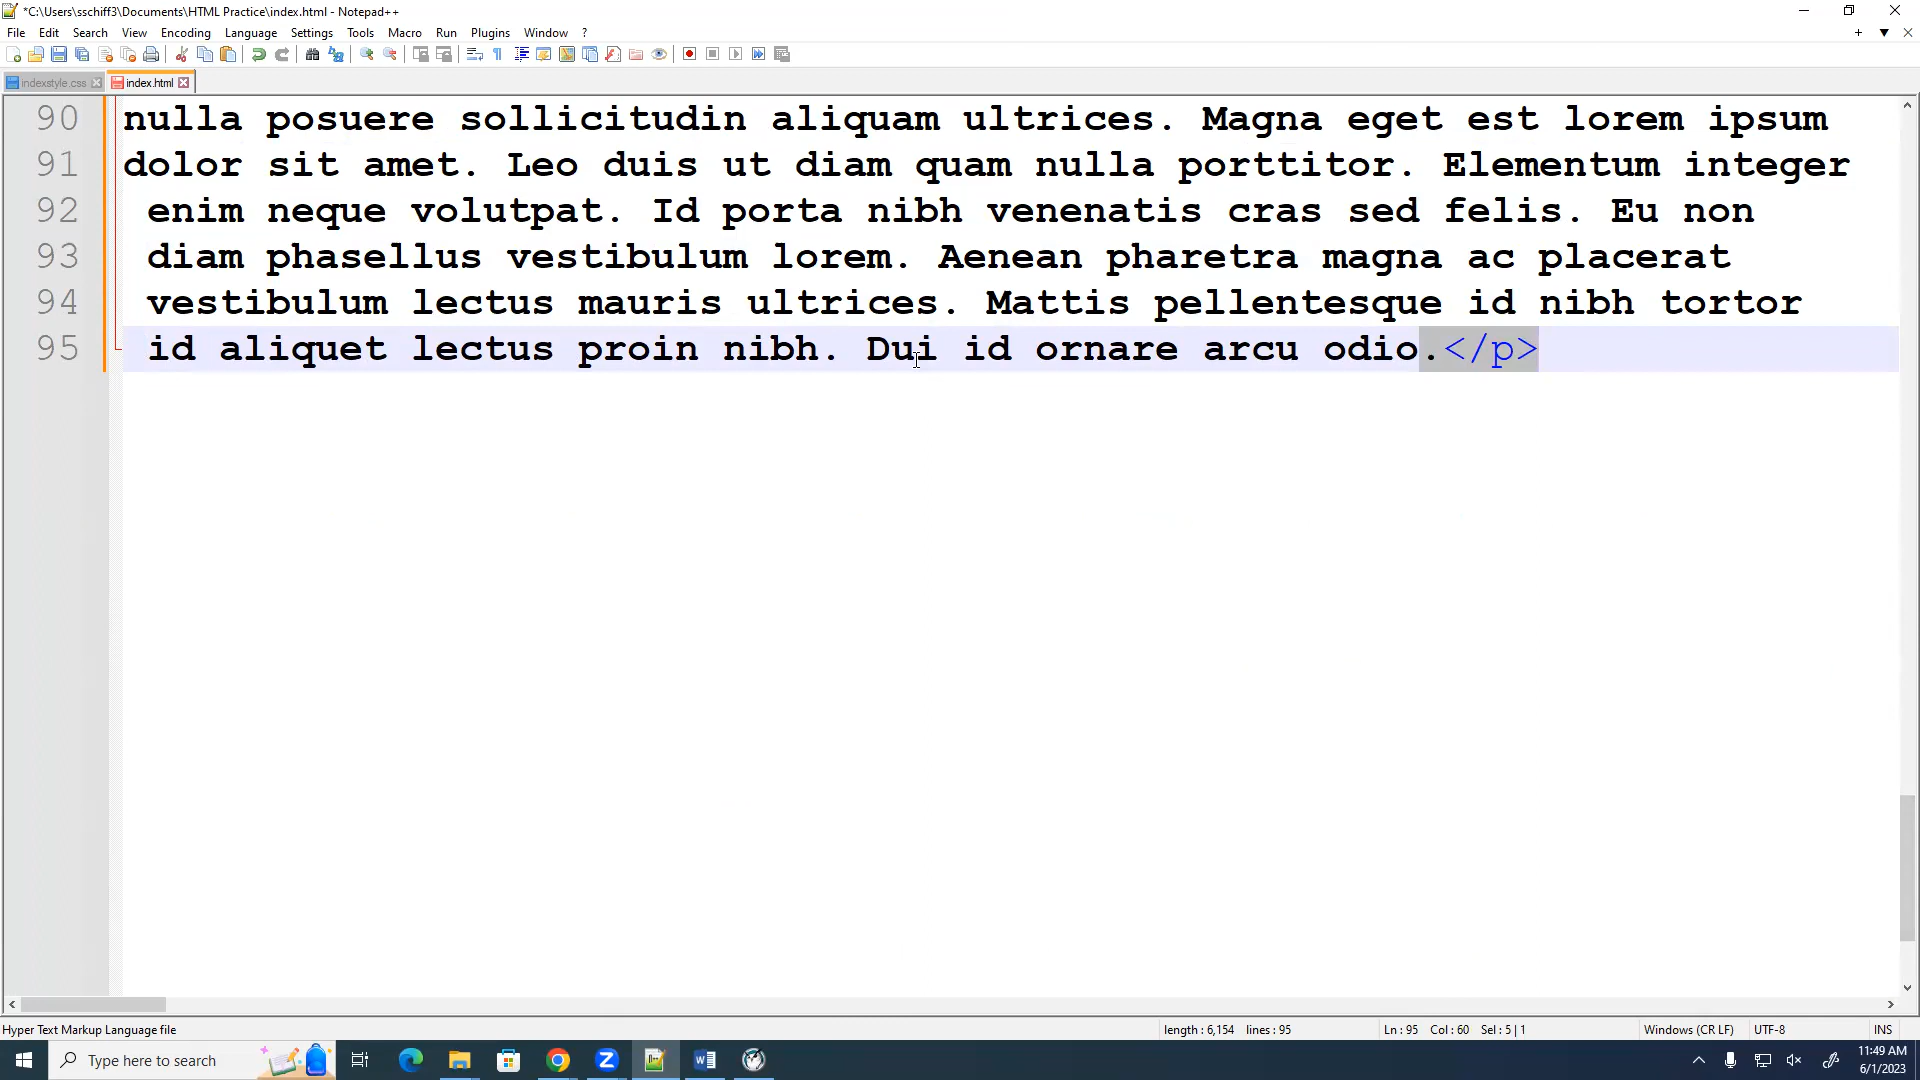 *C:\Users\sschiff3\Documents\HTML Practice\index.html - Notepad++
File Edit Search View Encoding Language Settings Tools Macro Run Plugins Window ?
indexstyle.css index.html
90 nulla posuere sollicitudin aliquam ultrices. Magna eget est lorem ipsum
91 dolor sit amet. Leo duis ut diam quam nulla porttitor. Elementum integer
92 enim neque volutpat. Id porta nibh venenatis cras sed felis. Eu non
93 diam phasellus vestibulum lorem. Aenean pharetra magna ac placerat
94 vestibulum lectus mauris ultrices. Mattis pellentesque id nibh tortor
95 id aliquet lectus proin nibh. Dui id ornare arcu odio.</p>
Hyper Text Markup Language file length : 6,154 lines : 95 Ln : 95 Col : 60 Sel : 5 | 1 Windows (CR LF) UTF-8 INS
Type here to search
11:49 AM
6/1/2023